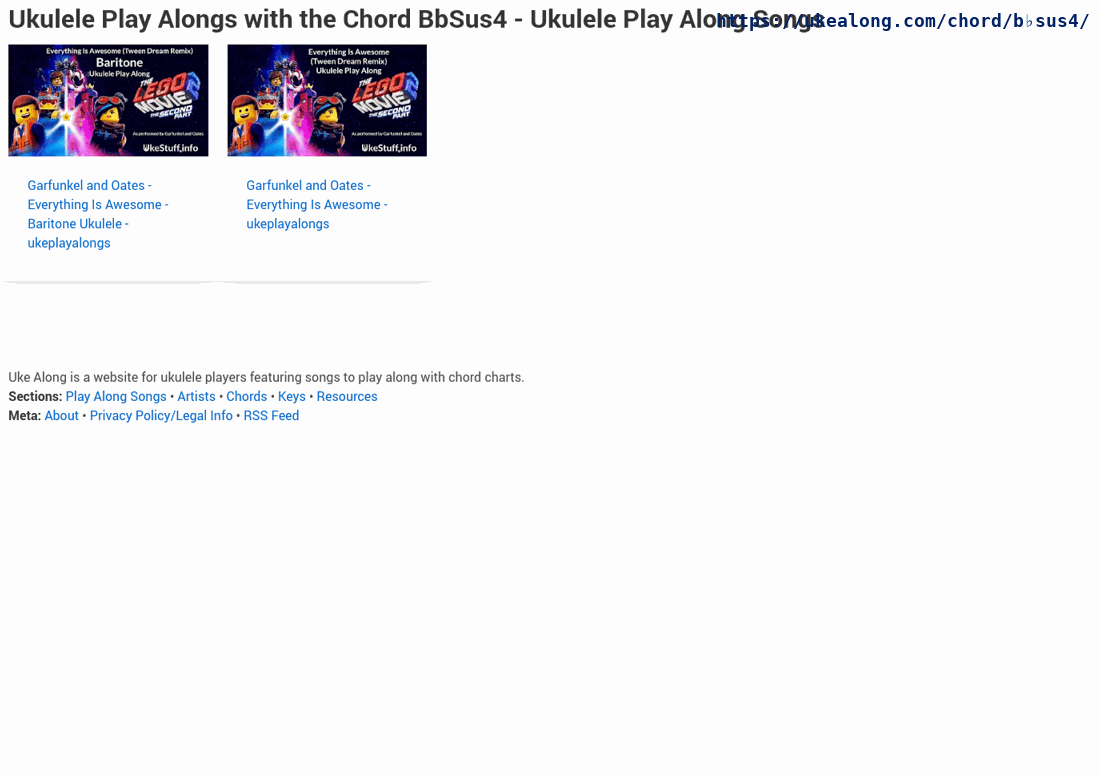 Ukulele Play Alongs with the Chord BbSus4 - Ukulele Play Along Songs
https://ukealong.com/chord/b♭sus4/
Everything Is Awesome (Tween Dream Remix)
Baritone
Ukulele Play Along
THE LEGO MOVIE 2
THE SECOND PART
As performed by Garfunkel and Oates
UkeStuff.info
Everything Is Awesome
(Tween Dream Remix)
Ukulele Play Along
THE LEGO MOVIE 2
THE SECOND PART
As performed by Garfunkel and Oates
UkeStuff.info
Garfunkel and Oates -
Everything Is Awesome -
Baritone Ukulele -
ukeplayalongs
Garfunkel and Oates -
Everything Is Awesome -
ukeplayalongs
Uke Along is a website for ukulele players featuring songs to play along with chord charts.
Sections: Play Along Songs • Artists • Chords • Keys • Resources
Meta: About • Privacy Policy/Legal Info • RSS Feed